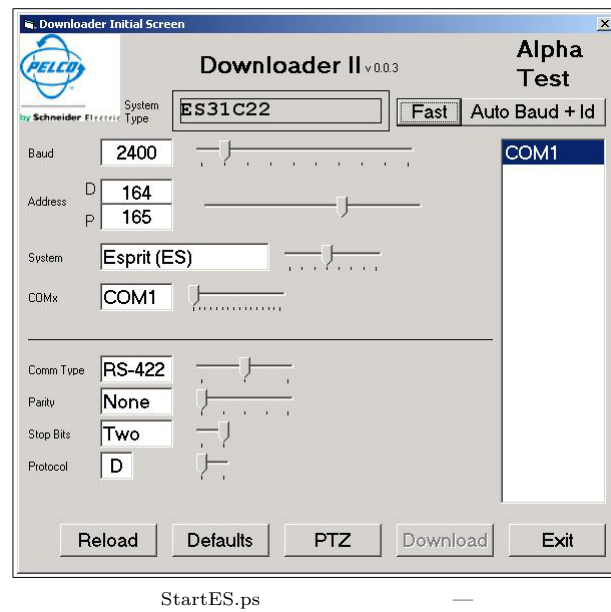 Downloader Initial Screen
PELCO
by Schneider Electric
Downloader II v 0.0.3
Alpha
Test
System
Type
ES31C22
Fast
Auto Baud + Id
Baud
2400
COM1
Address
D
164
P
165
System
Esprit (ES)
COMx
COM1
Comm Type
RS-422
Parity
None
Stop Bits
Two
Protocol
D
Reload
Defaults
PTZ
Download
Exit
StartES.ps —